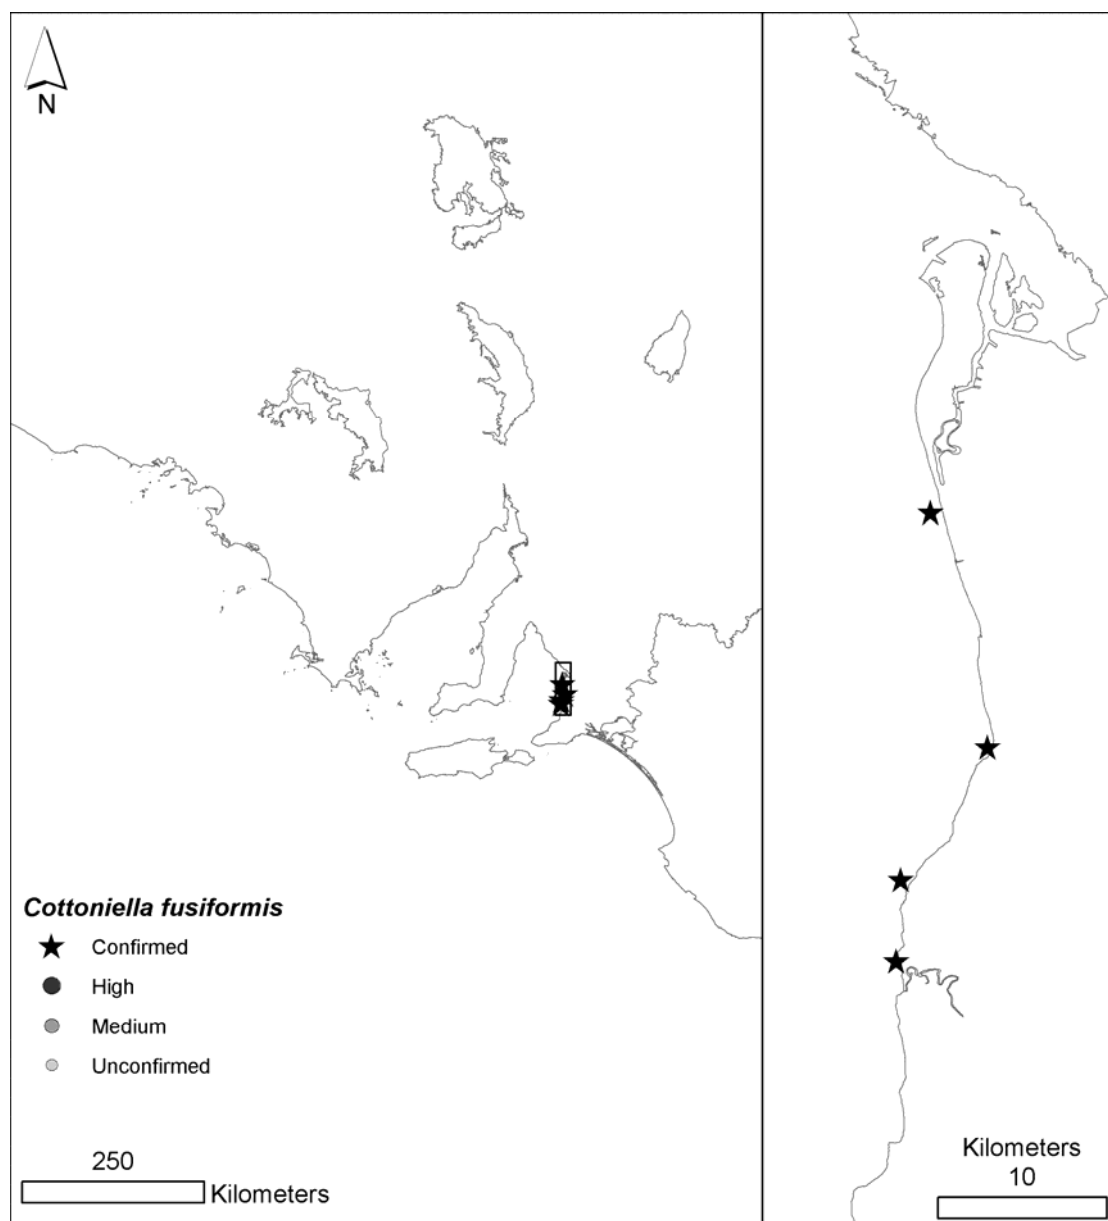 N
Cottoniella fusiformis
Confirmed
High
Medium
Unconfirmed
250
Kilometers
Kilometers
10